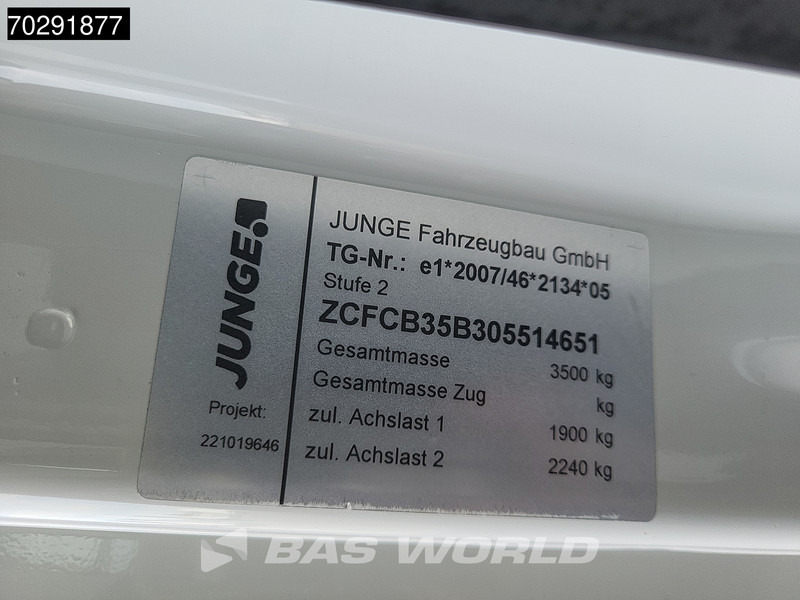 70291877
JUNGE
Projekt:
221019646
JUNGE Fahrzeugbau GmbH
TG-Nr.: e1*2007/46*2134*05
Stufe 2
ZCFCB35B305514651
Gesamtmasse 3500 kg
Gesamtmasse Zug kg
zul. Achslast 1 1900 kg
zul. Achslast 2 2240 kg
BAS WORLD